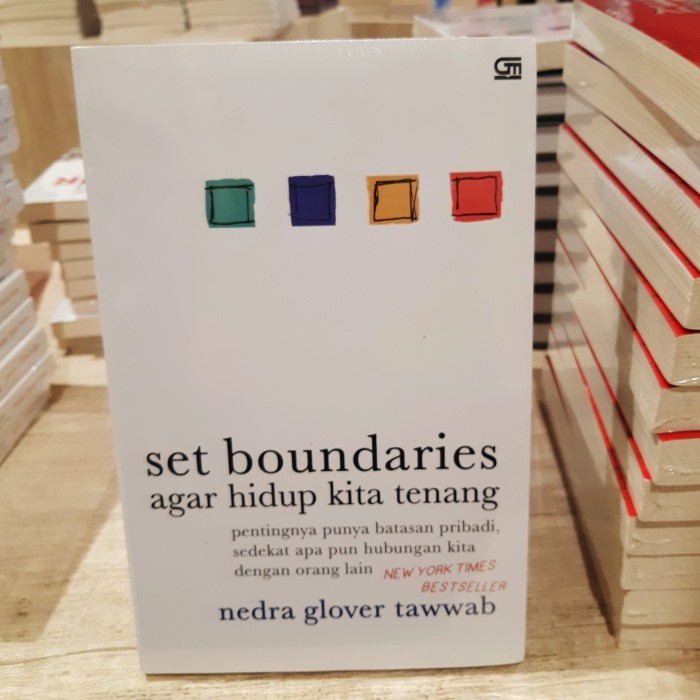 GM
set boundaries
agar hidup kita tenang
pentingnya punya batasan pribadi,
sedekat apa pun hubungan kita
dengan orang lain
NEW YORK TIMES
BESTSELLER
nedra glover tawwab